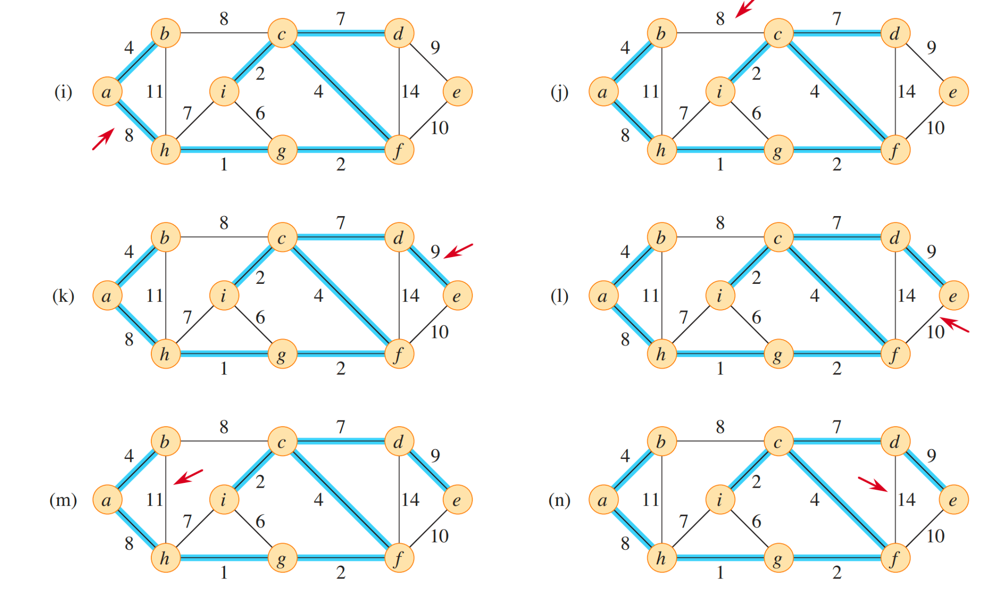 8 7 8 7
b c d b c d
4 9 4 9
2 2
(i) a 11 i 4 14 e (j) a 11 i 4 14 e
7 6 7 6
8 10 8 10
h g f h g f
1 2 1 2
8 7 8 7
b c d b c d
4 9 4 9
2 2
(k) a 11 i 4 14 e (l) a 11 i 4 14 e
7 6 7 6
8 10 8 10
h g f h g f
1 2 1 2
8 7 8 7
b c d b c d
4 9 4 9
2 2
(m) a 11 i 4 14 e (n) a 11 i 4 14 e
7 6 7 6
8 10 8 10
h g f h g f
1 2 1 2